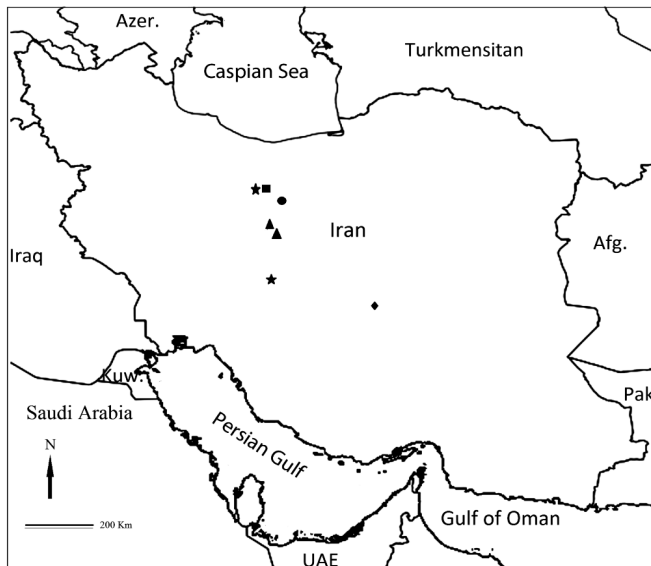 Azer.
Turkmensitan
Caspian Sea
Iran
Afg.
Iraq
Kuw.
Pak
Saudi Arabia
Persian Gulf
N
200 Km
Gulf of Oman
UAE